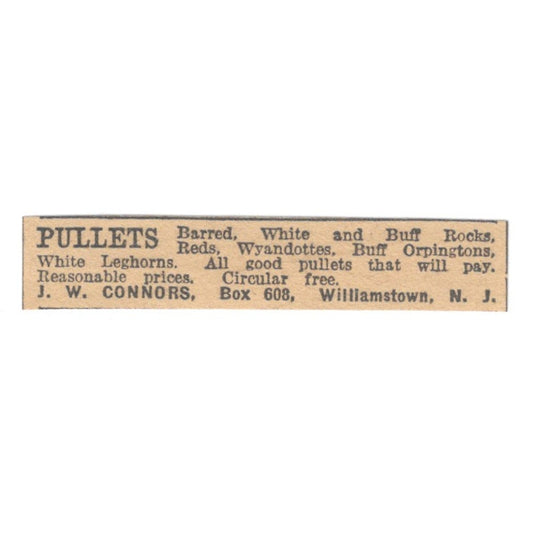 PULLETS Barred, White and Buff Rocks,
Reds, Wyandottes, Buff Orpingtons,
White Leghorns. All good pullets that will pay.
Reasonable prices. Circular free.
J. W. CONNORS, Box 608, Williamstown, N. J.